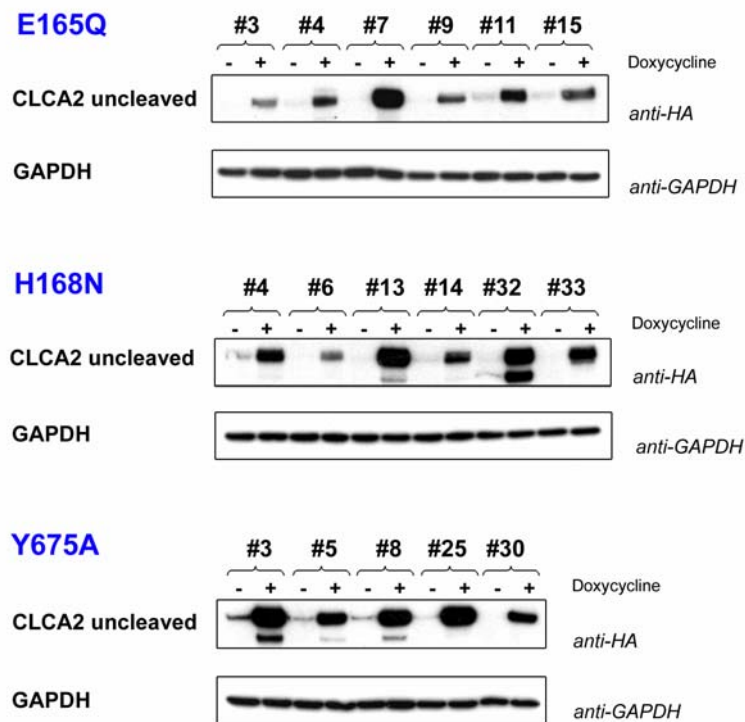 E165Q
#3 #4 #7 #9 #11 #15
- + - + - + - + - + - + Doxycycline
CLCA2 uncleaved anti-HA
GAPDH anti-GAPDH
H168N
#4 #6 #13 #14 #32 #33
- + - + - + - + - + - + Doxycycline
CLCA2 uncleaved anti-HA
GAPDH anti-GAPDH
Y675A
#3 #5 #8 #25 #30
- + - + - + - + - + Doxycycline
CLCA2 uncleaved anti-HA
GAPDH anti-GAPDH